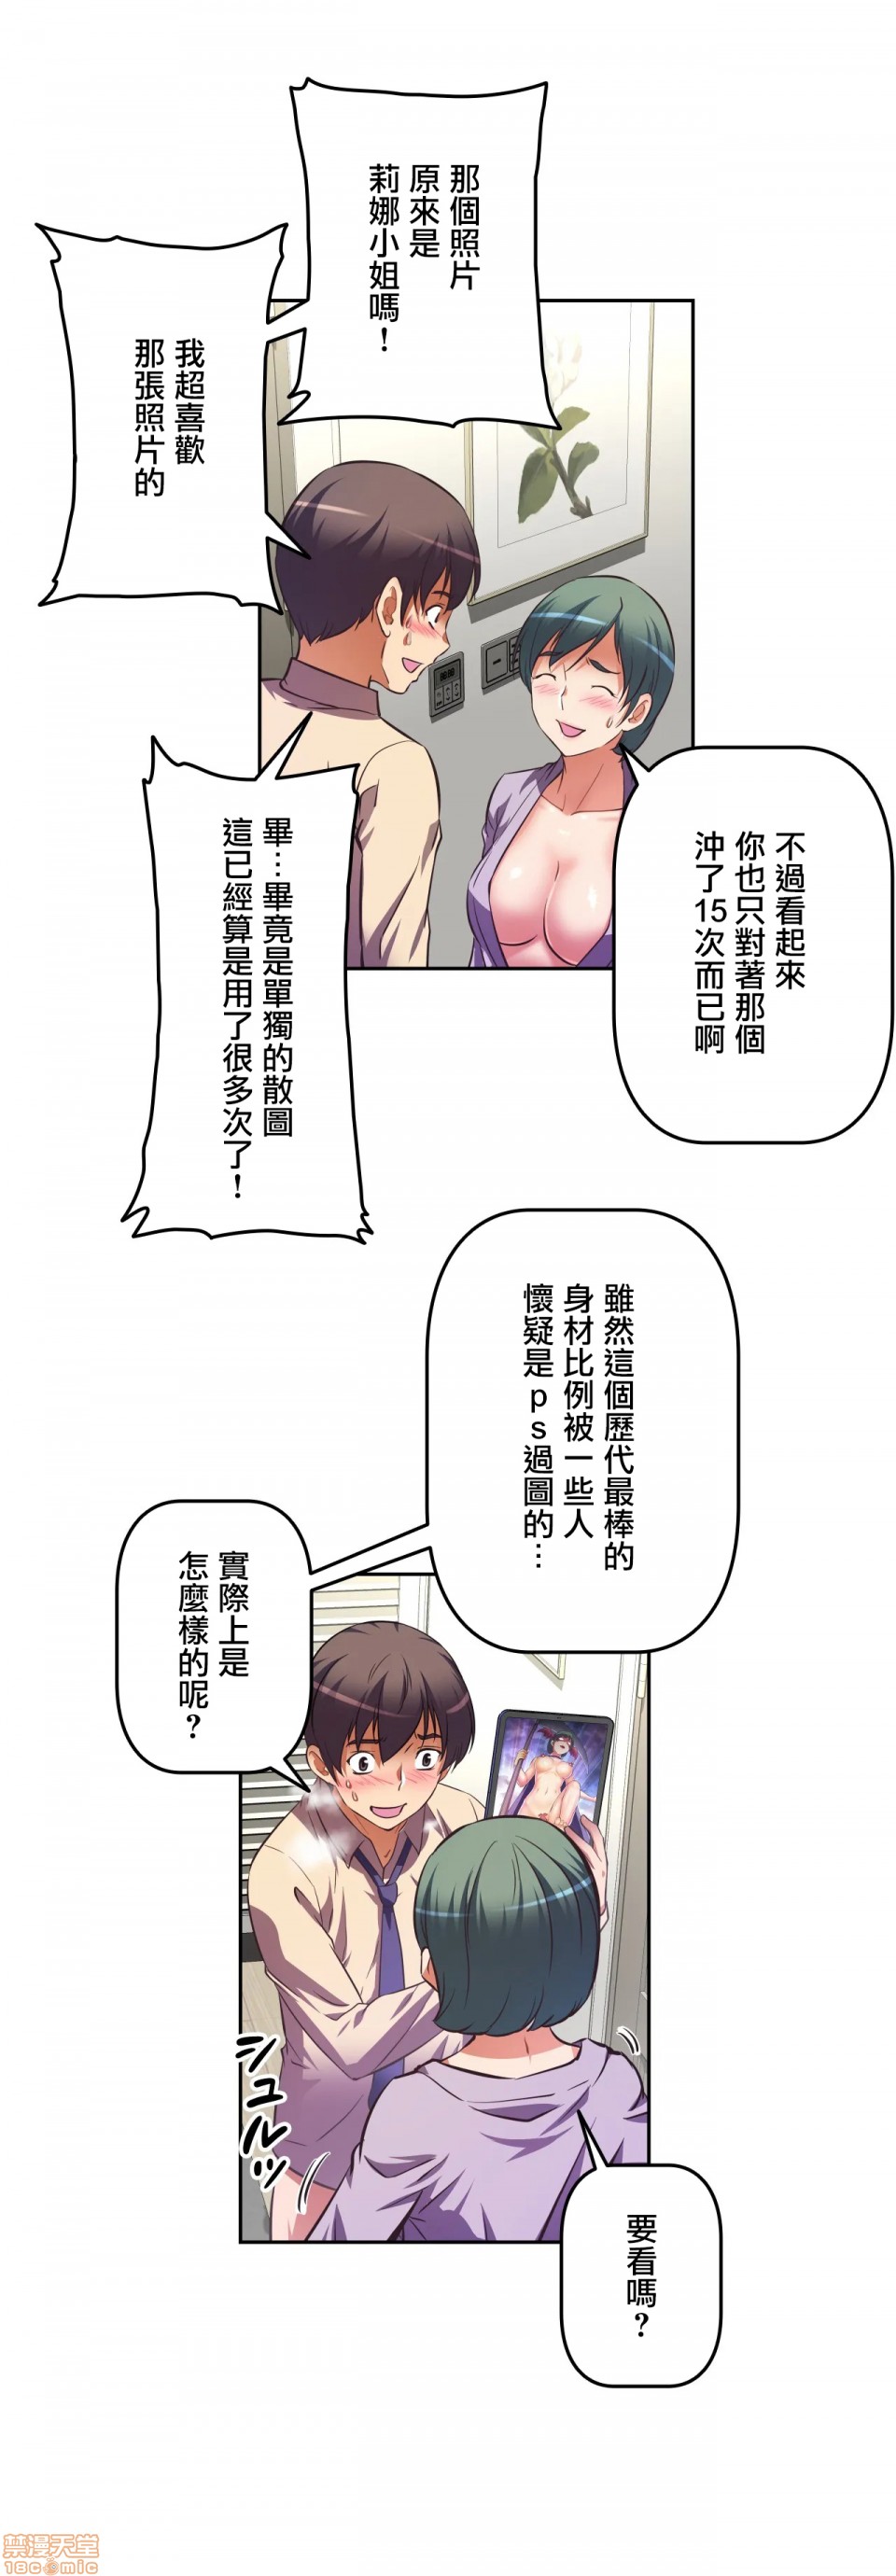 那個照片
原來是
莉娜小姐嗎！
我超喜歡
那張照片的
不過看起來
你也只對著那個
沖了15次而已啊
畢…畢竟是單獨的散圖
這已經算是用了很多次了！
雖然這個歷代最棒的
身材比例被一些人
懷疑是ps過圖的…
實際上是
怎麼樣的呢？
シュルッ
要看嗎？
禁漫天堂
18comic